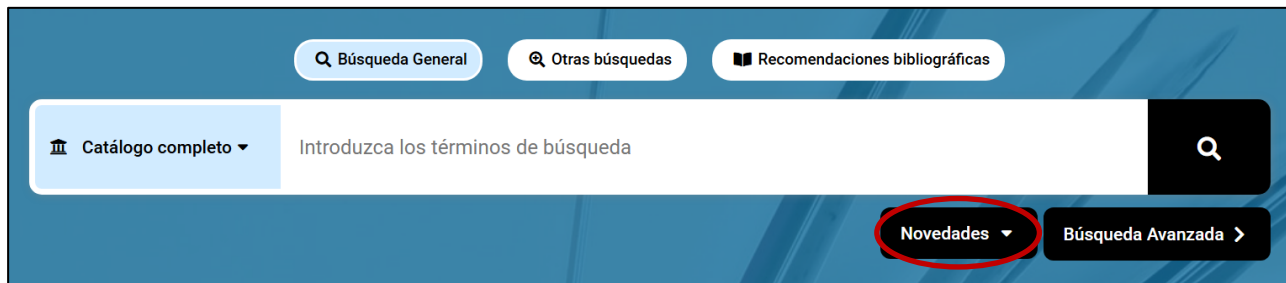 Búsqueda General
Otras búsquedas
Recomendaciones bibliográficas
Catálogo completo
Introduzca los términos de búsqueda
Novedades
Búsqueda Avanzada